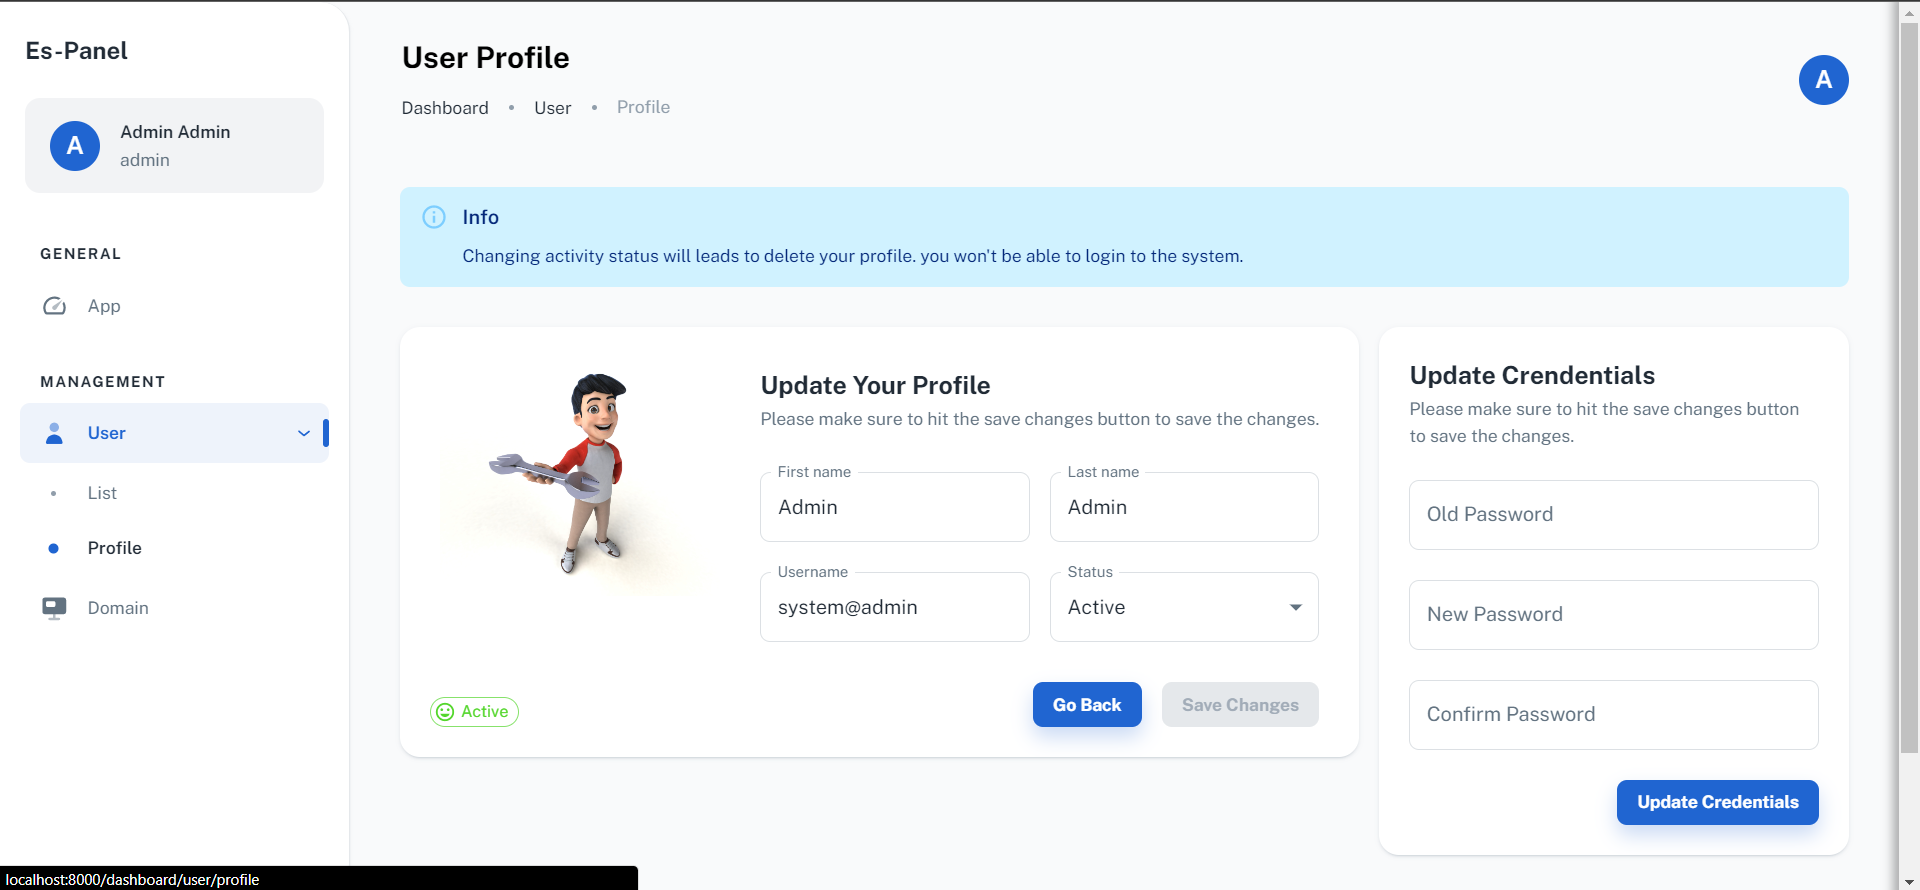 Es-Panel
A
Admin Admin
admin
GENERAL
App
MANAGEMENT
User
List
Profile
Domain
User Profile
Dashboard • User • Profile
A
Info
Changing activity status will leads to delete your profile. you won't be able to login to the system.
Update Your Profile
Please make sure to hit the save changes button to save the changes.
First name
Admin
Last name
Admin
Username
system@admin
Status
Active
Active
Go Back
Save Changes
Update Crendentials
Please make sure to hit the save changes button
to save the changes.
Old Password
New Password
Confirm Password
Update Credentials
localhost:8000/dashboard/user/profile